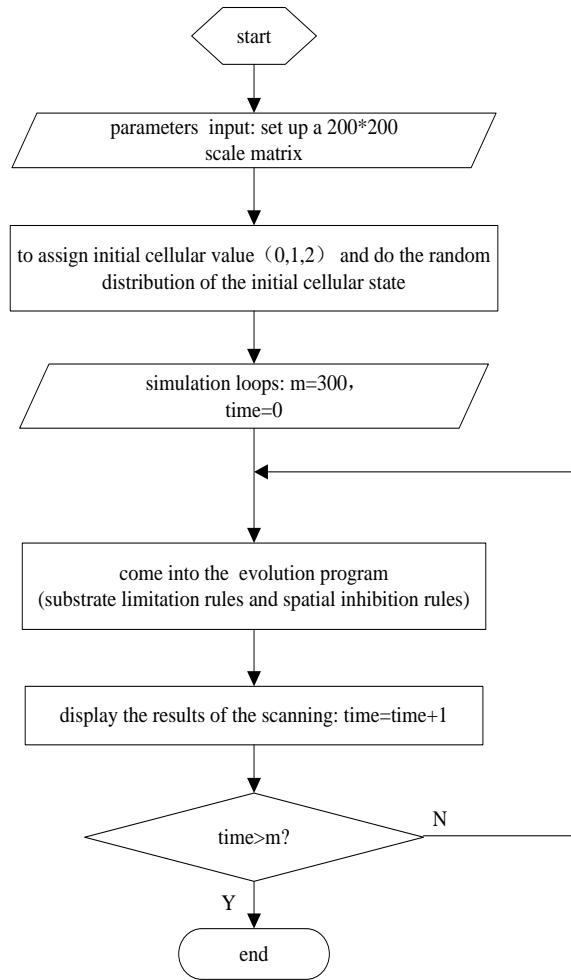 start
parameters  input: set up a 200*200
scale matrix
to assign initial cellular value（0,1,2）and do the random
distribution of the initial cellular state
simulation loops: m=300，
time=0
come into the  evolution program
(substrate limitation rules and spatial inhibition rules)
display the results of the scanning: time=time+1
time>m?
N
Y
end